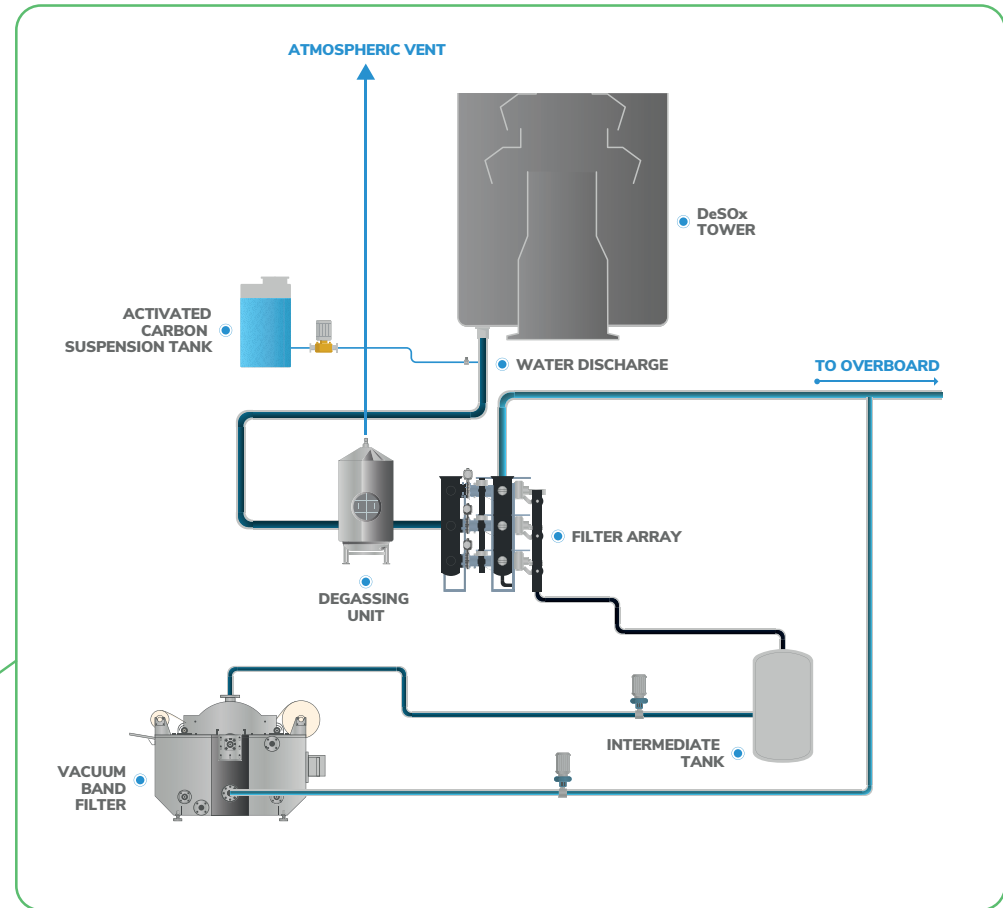 ATMOSPHERIC VENT
DeSOx
TOWER
ACTIVATED
CARBON
SUSPENSION TANK
WATER DISCHARGE
TO OVERBOARD
FILTER ARRAY
DEGASSING
UNIT
INTERMEDIATE
TANK
VACUUM
BAND
FILTER